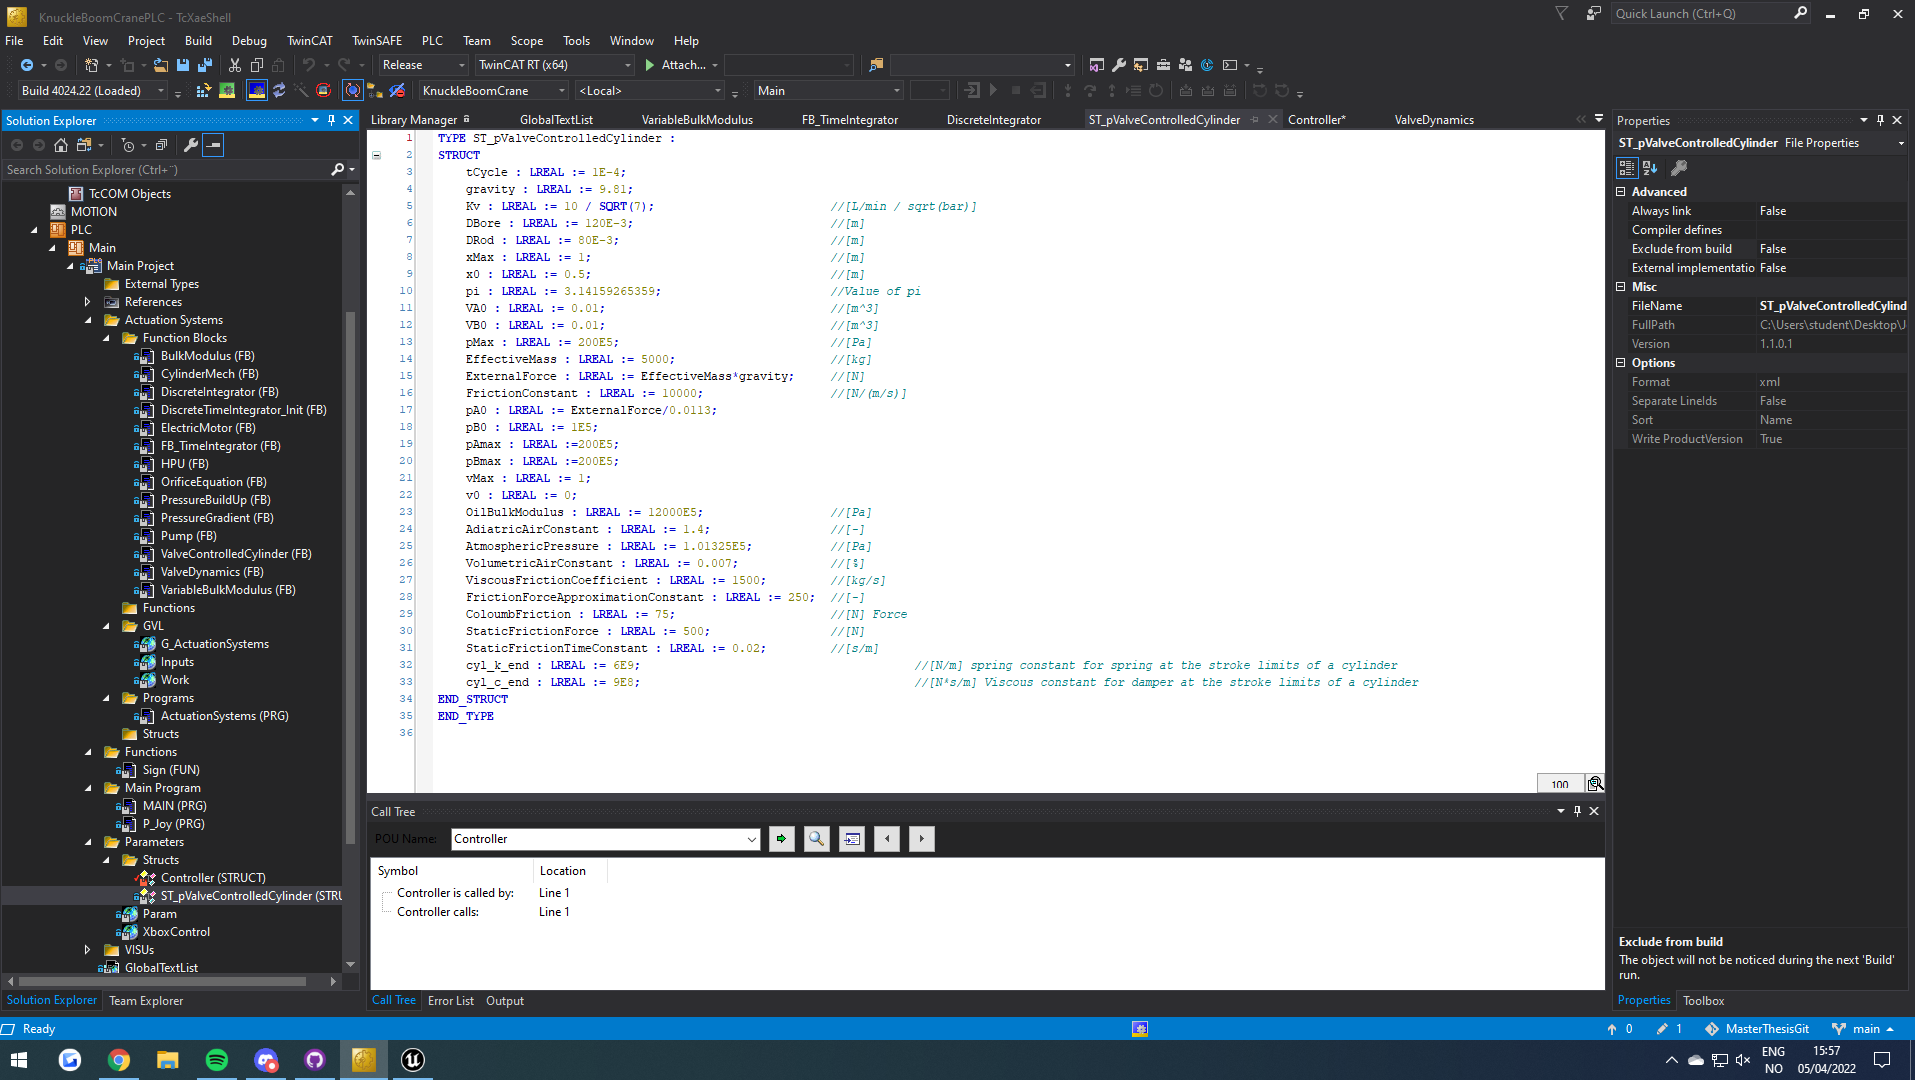 KnuckleBoomCranePLC - TcXaeShell
Quick Launch (Ctrl+Q)
File Edit View Project Build Debug TwinCAT TwinSAFE PLC Team Scope Tools Window Help
Release TwinCAT RT (x64) Attach...
Build 4024.22 (Loaded) KnuckleBoomCrane <Local> Main
Solution Explorer
Search Solution Explorer (Ctrl+¨)
TcCOM Objects
MOTION
PLC
Main
Main Project
External Types
References
Actuation Systems
Function Blocks
BulkModulus (FB)
CylinderMech (FB)
DiscreteIntegrator (FB)
DiscreteTimeIntegrator_Init (FB)
ElectricMotor (FB)
FB_TimeIntegrator (FB)
HPU (FB)
OrificeEquation (FB)
PressureBuildUp (FB)
PressureGradient (FB)
Pump (FB)
ValveControlledCylinder (FB)
ValveDynamics (FB)
VariableBulkModulus (FB)
Functions
GVL
G_ActuationSystems
Inputs
Work
Programs
ActuationSystems (PRG)
Structs
Functions
Sign (FUN)
Main Program
MAIN (PRG)
P_Joy (PRG)
Parameters
Structs
Controller (STRUCT)
ST_pValveControlledCylinder (STRU
Param
XboxControl
VISUs
GlobalTextList
Solution Explorer Team Explorer
Library Manager GlobalTextList VariableBulkModulus FB_TimeIntegrator DiscreteIntegrator ST_pValveControlledCylinder Controller* ValveDynamics
1 TYPE ST_pValveControlledCylinder :
2 STRUCT
3 tCycle : LREAL := 1E-4;
4 gravity : LREAL := 9.81;
5 Kv : LREAL := 10 / SQRT(7); //[L/min / sqrt(bar)]
6 DBore : LREAL := 120E-3; //[m]
7 DRod : LREAL := 80E-3; //[m]
8 xMax : LREAL := 1; //[m]
9 x0 : LREAL := 0.5; //[m]
10 pi : LREAL := 3.14159265359; //Value of pi
11 VA0 : LREAL := 0.01; //[m^3]
12 VB0 : LREAL := 0.01; //[m^3]
13 pMax : LREAL := 200E5; //[Pa]
14 EffectiveMass : LREAL := 5000; //[kg]
15 ExternalForce : LREAL := EffectiveMass*gravity; //[N]
16 FrictionConstant : LREAL := 10000; //[N/(m/s)]
17 pA0 : LREAL := ExternalForce/0.0113;
18 pB0 : LREAL := 1E5;
19 pAmax : LREAL :=200E5;
20 pBmax : LREAL :=200E5;
21 vMax : LREAL := 1;
22 v0 : LREAL := 0;
23 OilBulkModulus : LREAL := 12000E5; //[Pa]
24 AdiatricAirConstant : LREAL := 1.4; //[-]
25 AtmosphericPressure : LREAL := 1.01325E5; //[Pa]
26 VolumetricAirConstant : LREAL := 0.007; //[%]
27 ViscousFrictionCoefficient : LREAL := 1500; //[kg/s]
28 FrictionForceApproximationConstant : LREAL := 250; //[-]
29 ColoumbFriction : LREAL := 75; //[N] Force
30 StaticFrictionForce : LREAL := 500; //[N]
31 StaticFrictionTimeConstant : LREAL := 0.02; //[s/m]
32 cyl_k_end : LREAL := 6E9; //[N/m] spring constant for spring at the stroke limits of a cylinder
33 cyl_c_end : LREAL := 9E8; //[N*s/m] Viscous constant for damper at the stroke limits of a cylinder
34 END_STRUCT
35 END_TYPE
36
100
Call Tree
POU Name: Controller
Symbol Location
Controller is called by: Line 1
Controller calls: Line 1
Call Tree Error List Output
Properties
ST_pValveControlledCylinder File Properties
Advanced
Always link False
Compiler defines
Exclude from build False
External implementatio False
Misc
FileName ST_pValveControlledCylind
FullPath C:\Users\student\Desktop\J
Version 1.1.0.1
Options
Format xml
Separate LineIds False
Sort Name
Write ProductVersion True
Exclude from build
The object will not be noticed during the next 'Build' run.
Properties Toolbox
Ready
0 1 MasterThesisGit main
ENG
NO
15:57
05/04/2022